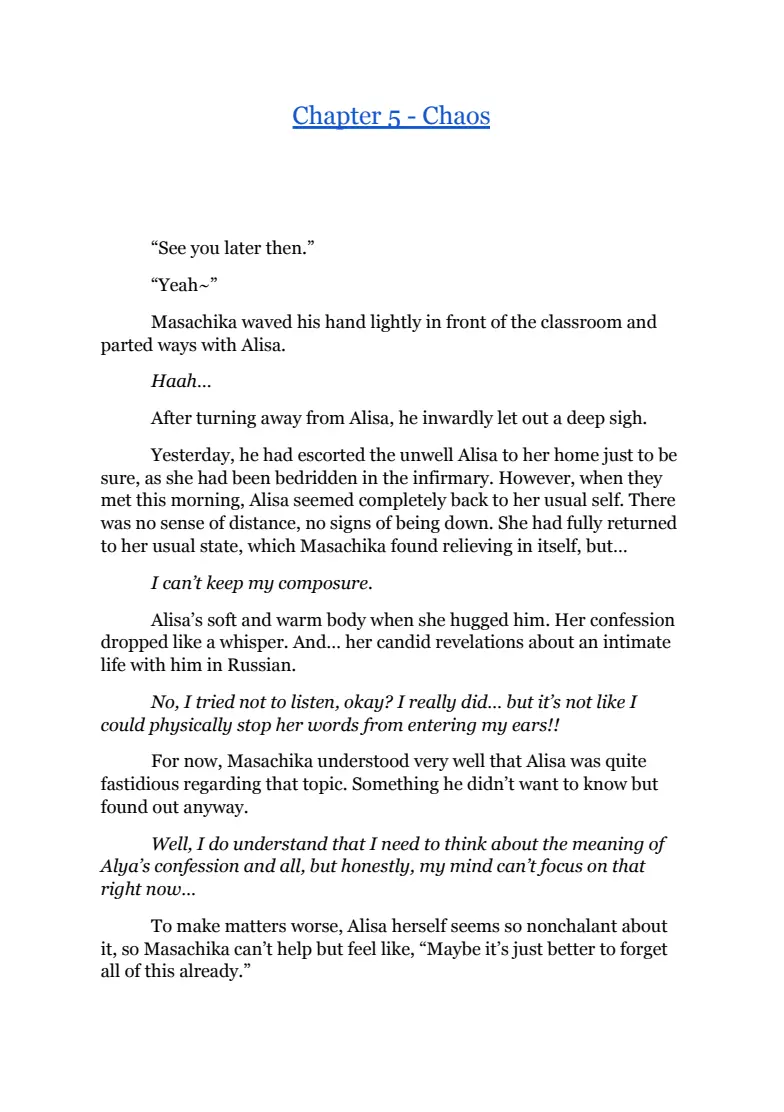 Chapter 5 - Chaos
“See you later then.”
“Yeah~”
Masachika waved his hand lightly in front of the classroom and
parted ways with Alisa.
Haah…
After turning away from Alisa, he inwardly let out a deep sigh.
Yesterday, he had escorted the unwell Alisa to her home just to be
sure, as she had been bedridden in the infirmary. However, when they
met this morning, Alisa seemed completely back to her usual self. There
was no sense of distance, no signs of being down. She had fully returned
to her usual state, which Masachika found relieving in itself, but…
I can’t keep my composure.
Alisa’s soft and warm body when she hugged him. Her confession
dropped like a whisper. And… her candid revelations about an intimate
life with him in Russian.
No, I tried not to listen, okay? I really did… but it’s not like I
could physically stop her words from entering my ears!!
For now, Masachika understood very well that Alisa was quite
fastidious regarding that topic. Something he didn’t want to know but
found out anyway.
Well, I do understand that I need to think about the meaning of
Alya’s confession and all, but honestly, my mind can’t focus on that
right now…
To make matters worse, Alisa herself seems so nonchalant about
it, so Masachika can’t help but feel like, “Maybe it’s just better to forget
all of this already.”